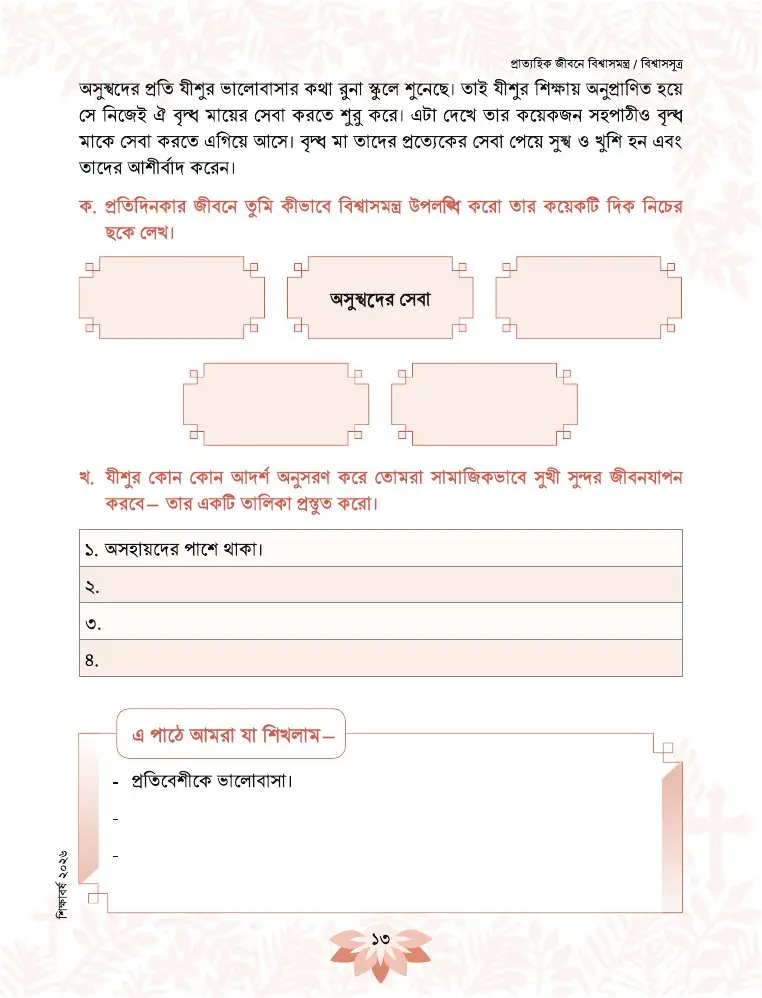 প্রাত্যহিক জীবনে বিশ্বাসমন্ত্র / বিশ্বাসসূত্র
অসুস্থদের প্রতি যীশুর ভালোবাসার কথা রুনা স্কুলে শুনেছে। তাই যীশুর শিক্ষায় অনুপ্রাণিত হয়ে
সে নিজেই ঐ বৃদ্ধ মায়ের সেবা করতে শুরু করে। এটা দেখে তার কয়েকজন সহপাঠীও বৃদ্ধ
মাকে সেবা করতে এগিয়ে আসে। বৃদ্ধ মা তাদের প্রত্যেকের সেবা পেয়ে সুস্থ ও খুশি হন এবং
তাদের আশীর্বাদ করেন।
ক. প্রতিদিনকার জীবনে তুমি কীভাবে বিশ্বাসমন্ত্র উপলব্ধি করো তার কয়েকটি দিক নিচের
ছকে লেখ।
অসুস্থদের সেবা
খ. যীশুর কোন কোন আদর্শ অনুসরণ করে তোমরা সামাজিকভাবে সুখী সুন্দর জীবনযাপন
করবে– তার একটি তালিকা প্রস্তুত করো।
১. অসহায়দের পাশে থাকা।
২.
৩.
৪.
এ পাঠে আমরা যা শিখলাম–
- প্রতিবেশীকে ভালোবাসা।
-
-
শিক্ষাবর্ষ ২০২৬
১৩